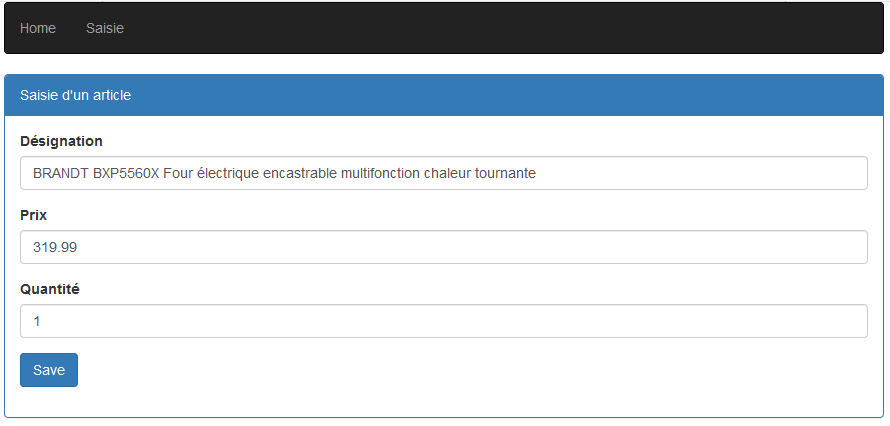 Home Saisie
Saisie d'un article
Désignation
BRANDT BXP5560X Four électrique encastrable multifonction chaleur tournante
Prix
319.99
Quantité
1
Save